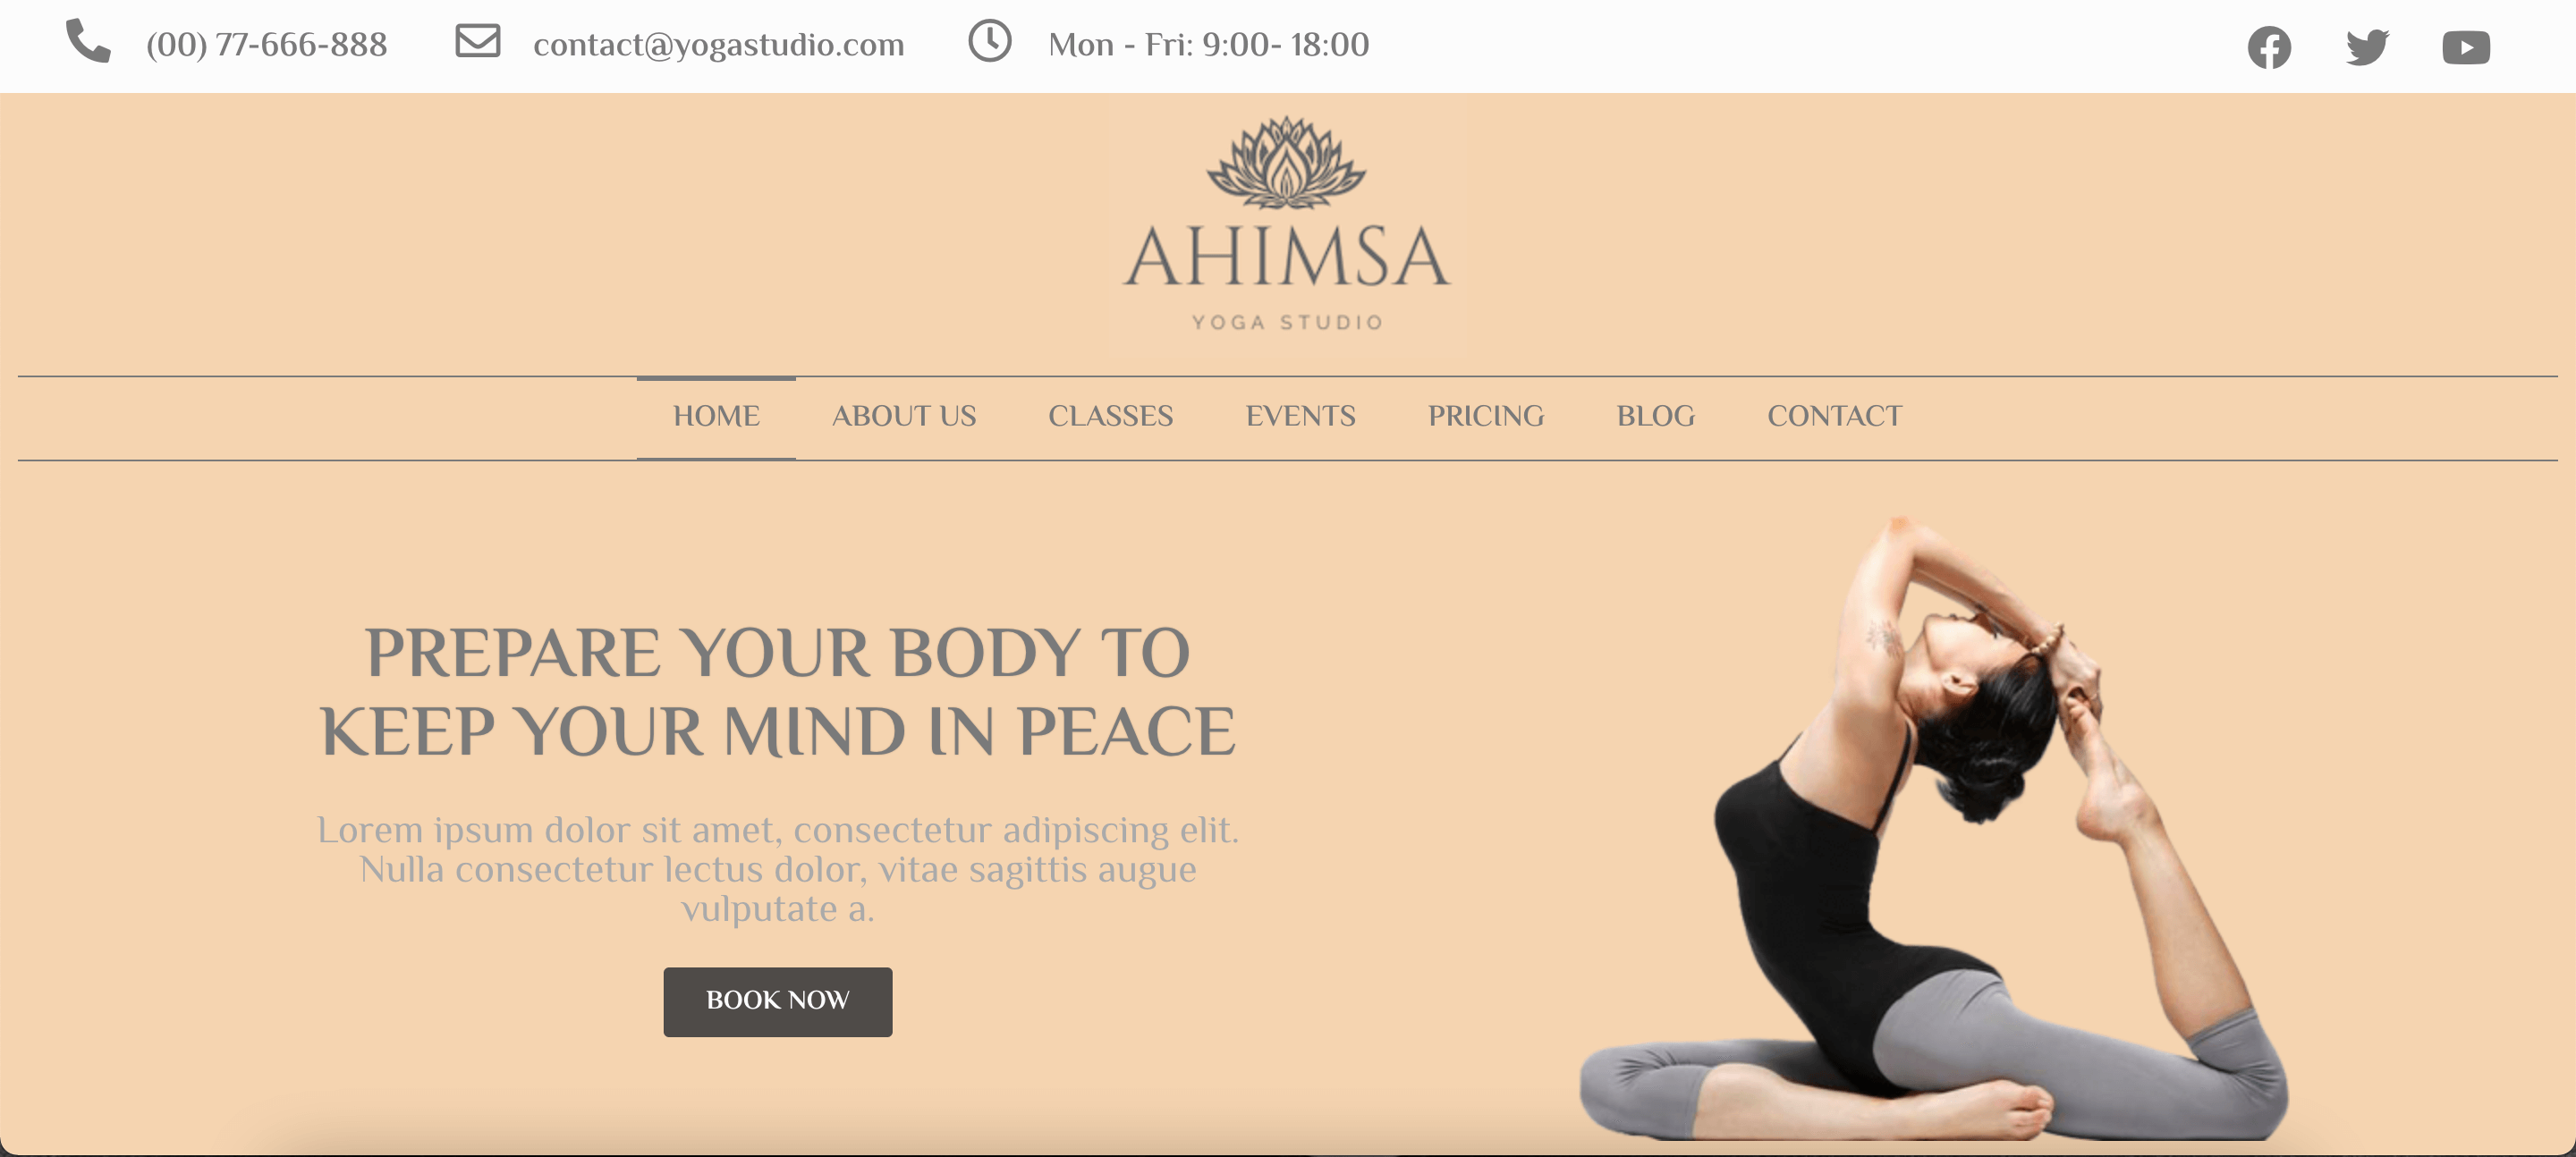 (00) 77-666-888 contact@yogastudio.com Mon - Fri: 9:00- 18:00
AHIMSA
YOGA STUDIO
HOME ABOUT US CLASSES EVENTS PRICING BLOG CONTACT
PREPARE YOUR BODY TO
KEEP YOUR MIND IN PEACE
Lorem ipsum dolor sit amet, consectetur adipiscing elit.
Nulla consectetur lectus dolor, vitae sagittis augue
vulputate a.
BOOK NOW